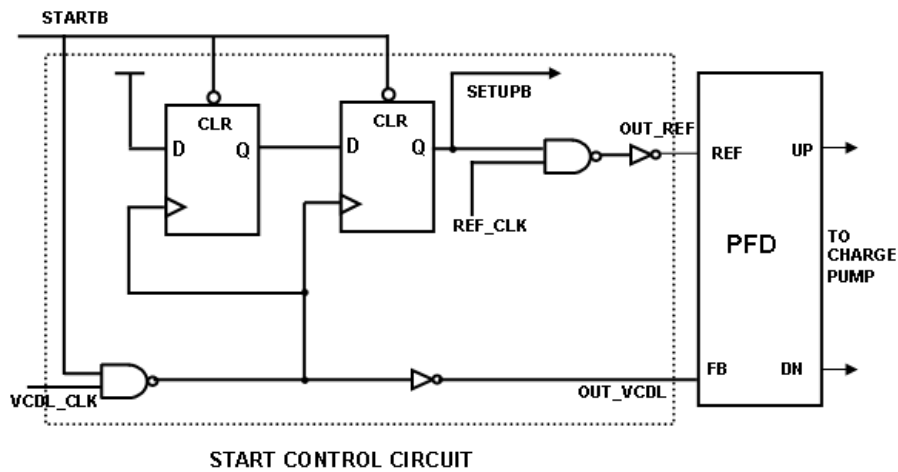 STARTB
SETUPB
CLR
CLR
D
Q
D
Q
OUT_REF
REF
UP
REF_CLK
PFD
TO
CHARGE
PUMP
FB
DN
VCDL_CLK
OUT_VCDL
START CONTROL CIRCUIT